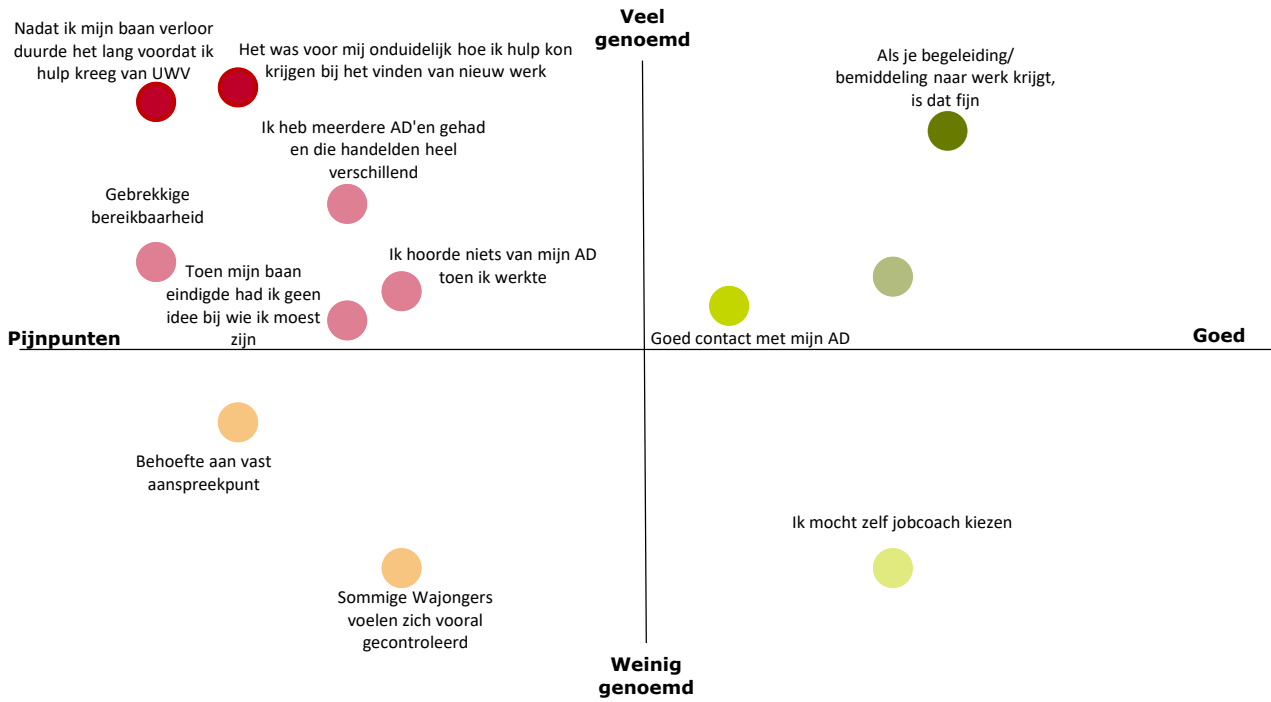 Veel
genoemd
Nadat ik mijn baan verloor
duurde het lang voordat ik
hulp kreeg van UWV
Het was voor mij onduidelijk hoe ik hulp kon
krijgen bij het vinden van nieuw werk
Als je begeleiding/
bemiddeling naar werk krijgt,
is dat fijn
Ik heb meerdere AD'en gehad
en die handelden heel
verschillend
Gebrekkige
bereikbaarheid
Ik hoorde niets van mijn AD
toen ik werkte
Toen mijn baan
eindigde had ik geen
idee bij wie ik moest
zijn
Pijnpunten
Goed contact met mijn AD
Goed
Behoefte aan vast
aanspreekpunt
Ik mocht zelf jobcoach kiezen
Sommige Wajongers
voelen zich vooral
gecontroleerd
Weinig
genoemd